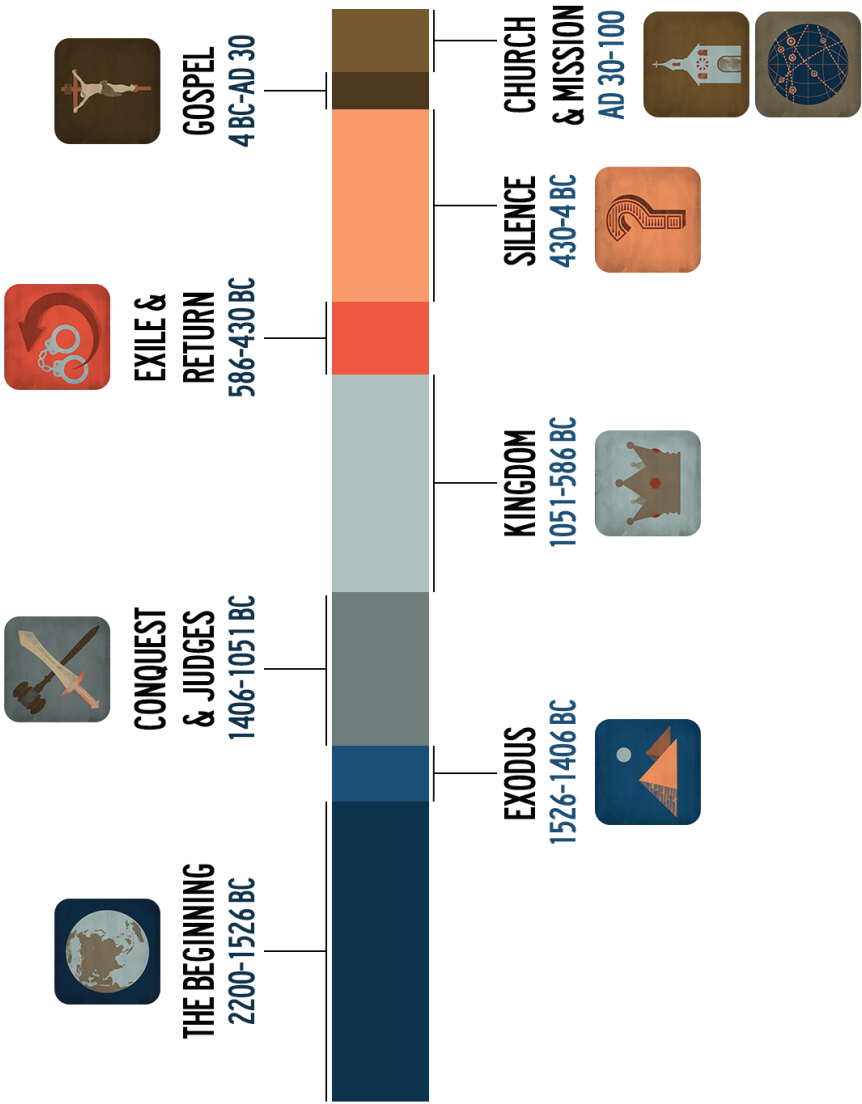 THE BEGINNING
2200-1526 BC
EXODUS
1526-1406 BC
CONQUEST
& JUDGES
1406-1051 BC
KINGDOM
1051-586 BC
EXILE &
RETURN
586-430 BC
SILENCE
430-4 BC
GOSPEL
4 BC-AD 30
CHURCH
& MISSION
AD 30-100